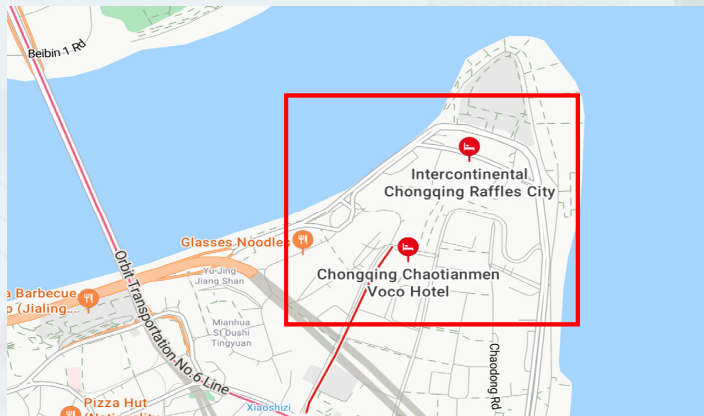 Beibin 1 Rd
Intercontinental
Chongqing Raffles City
Glasses Noodles
Chongqing Chaotianmen
Voco Hotel
Yu-Jing
Jiang Shan
Orbit-Transportation No.6 Line
a Barbecue
p (Jialing....
Mianhua
St Dushi
Tingyuan
Chaodong Rd
Xiaoshizi
Pizza Hut